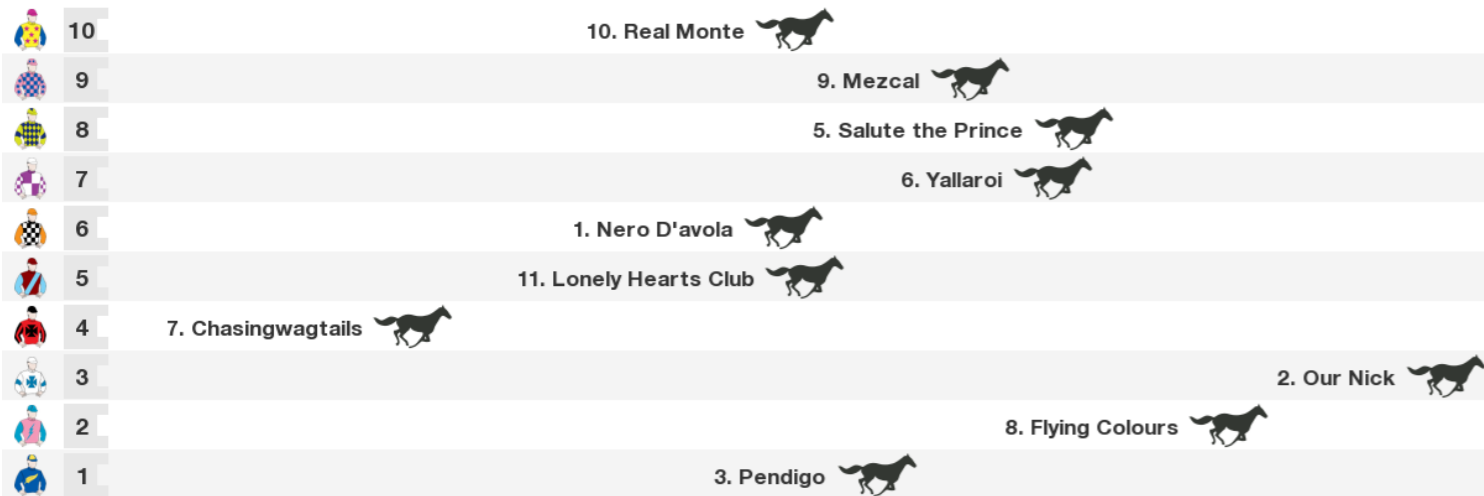 10 10. Real Monte
9 9. Mezcal
8 5. Salute the Prince
7 6. Yallaroi
6 1. Nero D'avola
5 11. Lonely Hearts Club
4 7. Chasingwagtails
3 2. Our Nick
2 8. Flying Colours
1 3. Pendigo